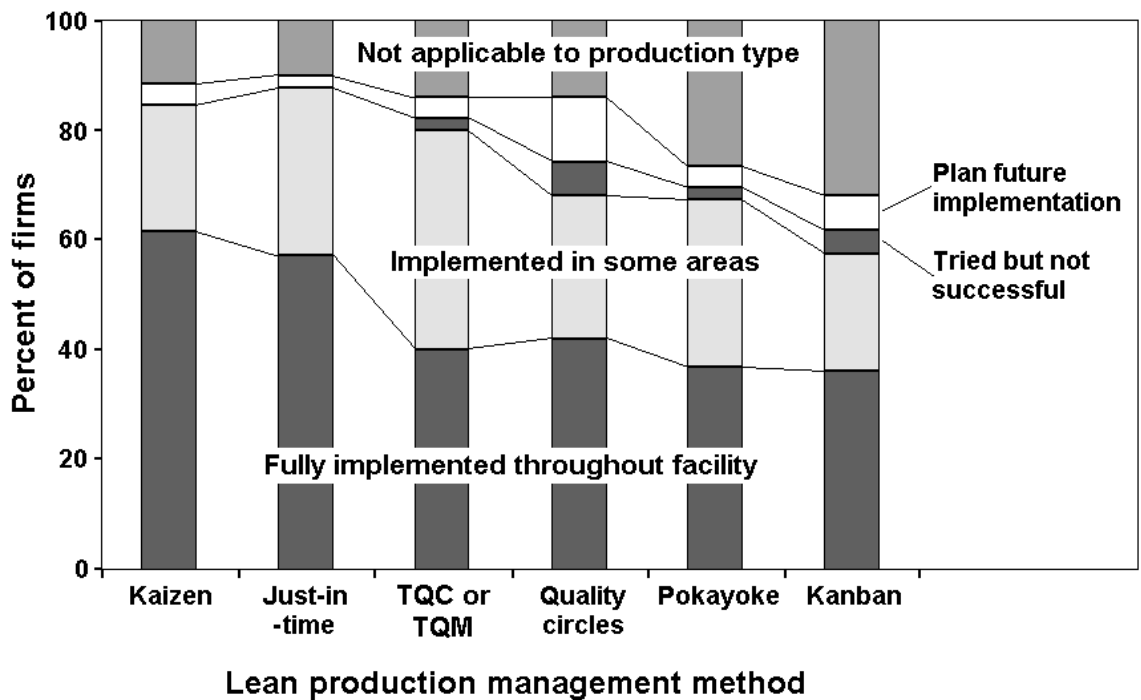 100
80
60
40
20
0
Percent of firms
Not applicable to production type
Implemented in some areas
Fully implemented throughout facility
Plan future
implementation
Tried but not
successful
Kaizen
Just-in
-time
TQC or
TQM
Quality
circles
Pokayoke
Kanban
Lean production management method